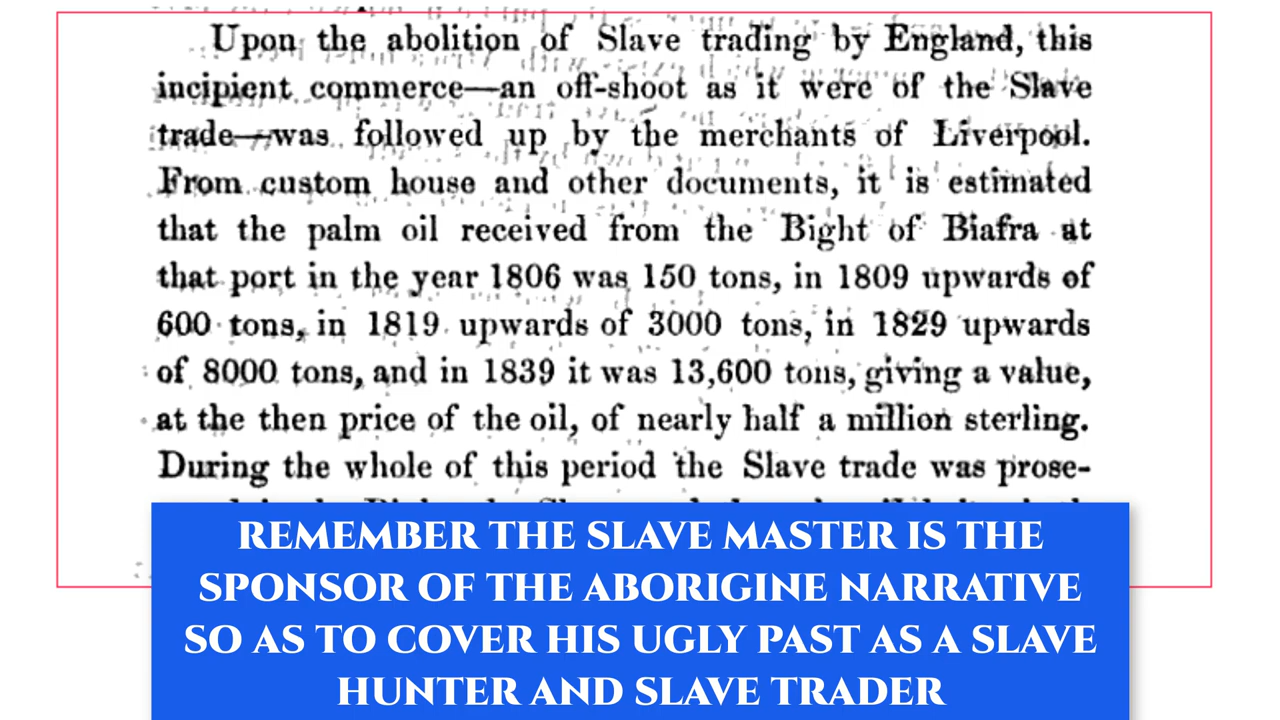 Upon the abolition of Slave trading by England, this
incipient commerce—an off-shoot as it were of the Slave
trade—was followed up by the merchants of Liverpool.
From custom house and other documents, it is estimated
that the palm oil received from the Bight of Biafra at
that port in the year 1806 was 150 tons, in 1809 upwards of
600 tons, in 1819 upwards of 3000 tons, in 1829 upwards
of 8000 tons, and in 1839 it was 13,600 tons, giving a value,
at the then price of the oil, of nearly half a million sterling.
During the whole of this period the Slave trade was prose-
REMEMBER THE SLAVE MASTER IS THE
SPONSOR OF THE ABORIGINE NARRATIVE
SO AS TO COVER HIS UGLY PAST AS A SLAVE
HUNTER AND SLAVE TRADER